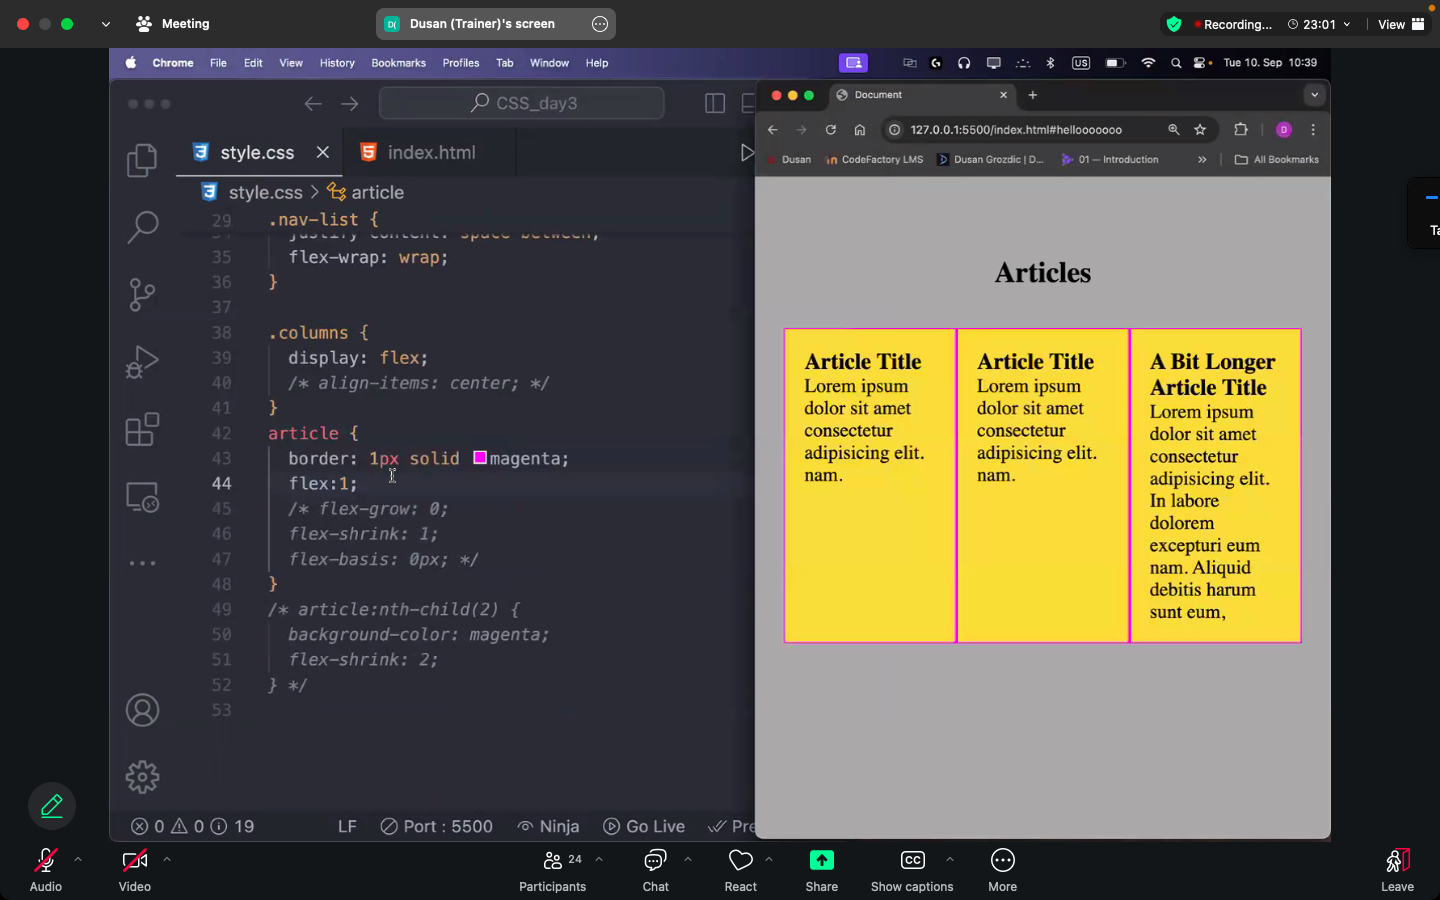 Meeting
D( Dusan (Trainer)'s screen
Recording... 23:01 View
Chrome File Edit View History Bookmarks Profiles Tab Window Help
US Tue 10. Sep 10:39
CSS_day3
style.css index.html
style.css > article
29 .nav-list {
justify-content: space-between;
35 flex-wrap: wrap;
36 }
37
38 .columns {
39 display: flex;
40 /* align-items: center; */
41 }
42 article {
43 border: 1px solid magenta;
44 flex:1;
45 /* flex-grow: 0;
46 flex-shrink: 1;
47 flex-basis: 0px; */
48 }
49 /* article:nth-child(2) {
50 background-color: magenta;
51 flex-shrink: 2;
52 } */
53
0 0 19 LF Port : 5500 Ninja Go Live Pre
Document
127.0.0.1:5500/index.html#hellooooooo
D
Dusan CodeFactory LMS Dusan Grozdic | D... 01 — Introduction » All Bookmarks
Articles
Article Title
Lorem ipsum
dolor sit amet
consectetur
adipisicing elit.
nam.
Article Title
Lorem ipsum
dolor sit amet
consectetur
adipisicing elit.
nam.
A Bit Longer
Article Title
Lorem ipsum
dolor sit amet
consectetur
adipisicing elit.
In labore
dolorem
excepturi eum
nam. Aliquid
debitis harum
sunt eum,
Ta
Audio Video Participants 24 Chat React Share CC Show captions More Leave